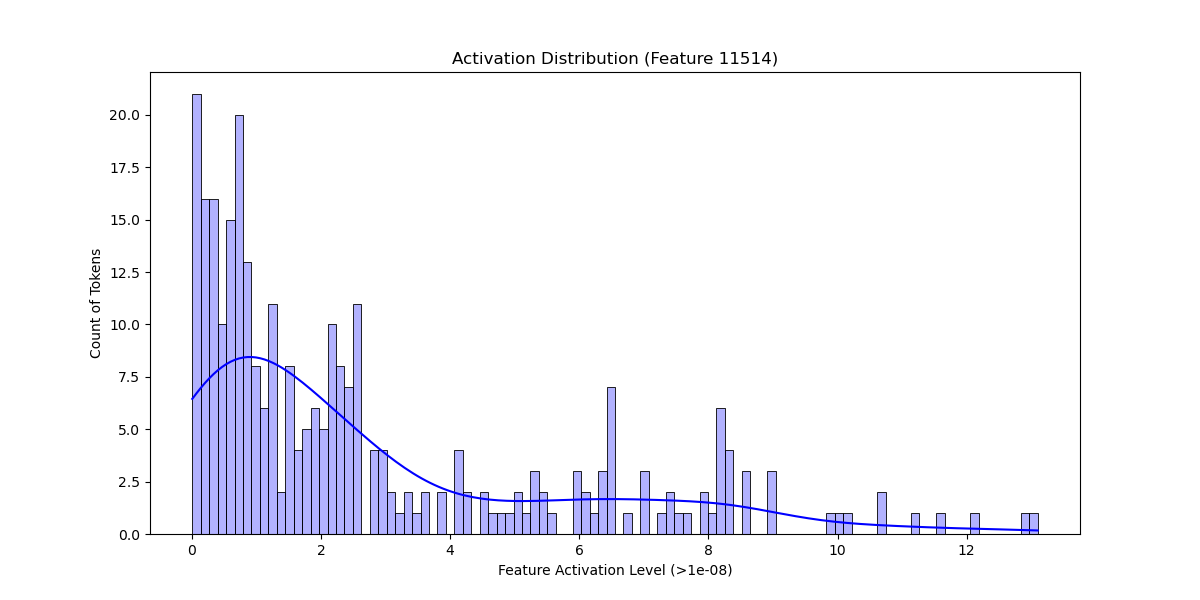 Activation Distribution (Feature 11514)
20.0
17.5
15.0
12.5
10.0
7.5
5.0
2.5
0.0
Count of Tokens
0 2 4 6 8 10 12
Feature Activation Level (>1e-08)